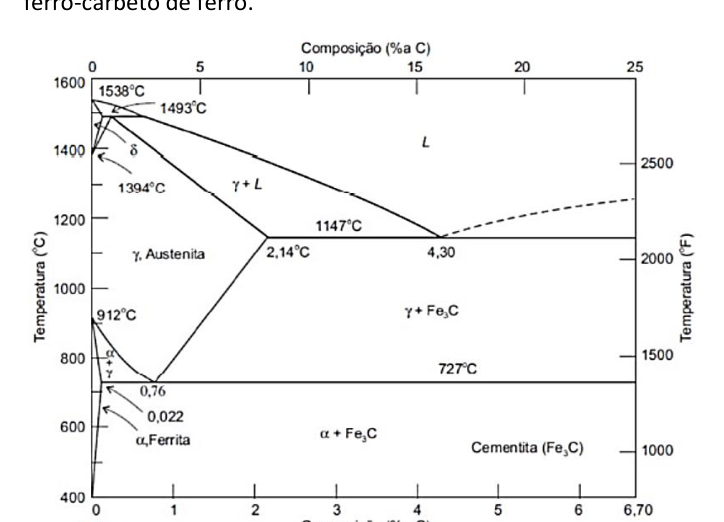 ferro-carbeto de ferro.
Composição (%a C)
0 5 10 15 20 25
1600
1538°C
1493°C
δ
L
1400
2500
1394°C
γ + L
1200
1147°C
γ, Austenita
2,14°C
4,30
2000
Temperatura (°C)
Temperatura (°F)
1000
912°C
γ + Fe₃C
α + γ
800
1500
727°C
0,76
0,022
600
α,Ferrita
α + Fe₃C
Cementita (Fe₃C)
1000
400
0 1 2 3 4 5 6 6,70